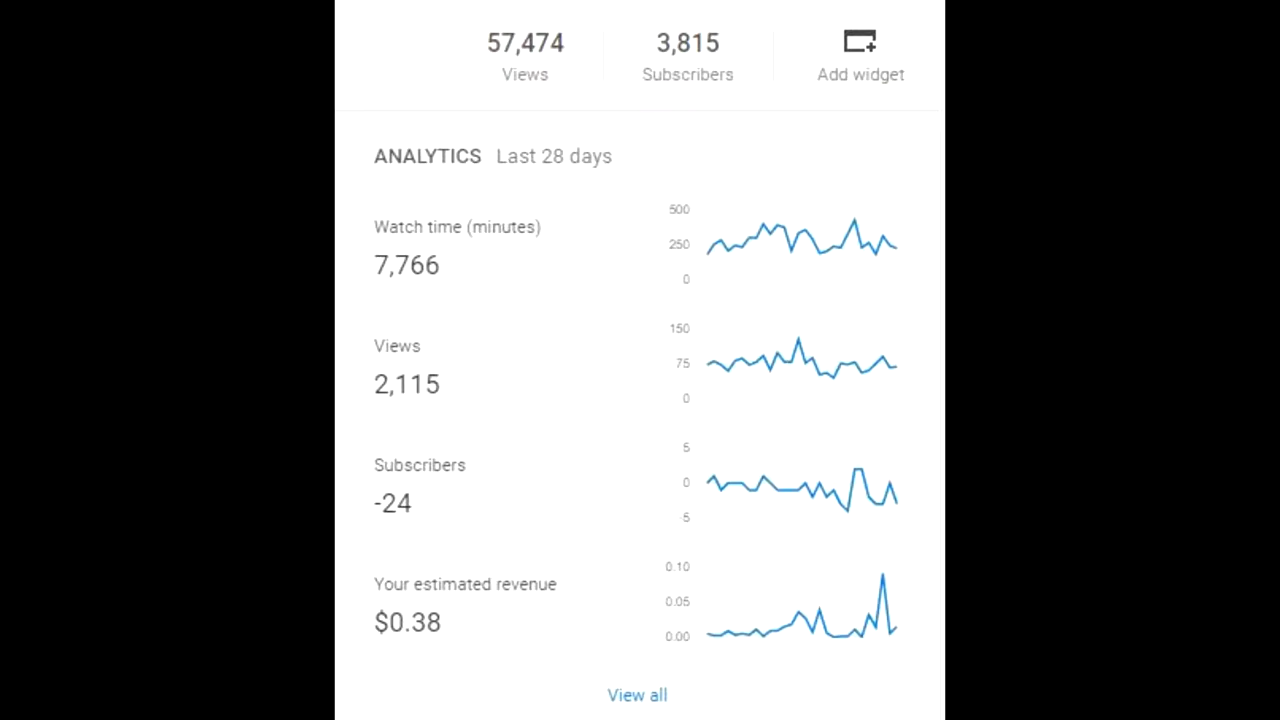 57,474 3,815
Views Subscribers Add widget
ANALYTICS Last 28 days
500
Watch time (minutes)
250
7,766
0
150
Views
75
2,115
0
5
Subscribers
0
-24
5
0.10
Your estimated revenue
0.05
$0.38
0.00
View all